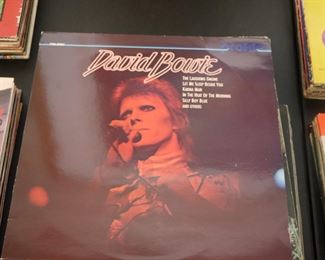 David Bowie
THE LAUGHING GNOME
LET ME SLEEP BESIDE YOU
KARMA MAN
IN THE HEAT OF THE MORNING
SILLY BOY BLUE
AND OTHERS